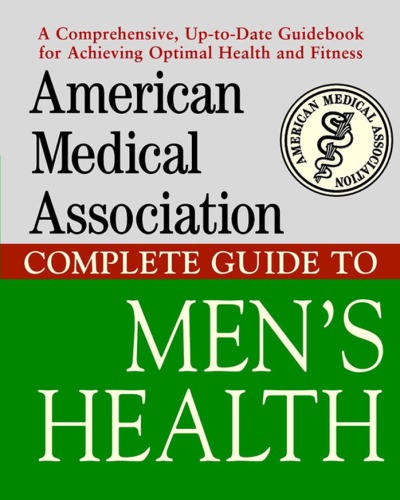 A Comprehensive, Up-to-Date Guidebook
for Achieving Optimal Health and Fitness
American
Medical
Association
AMERICAN MEDICAL ASSOCIATION
COMPLETE GUIDE TO
MEN'S
HEALTH